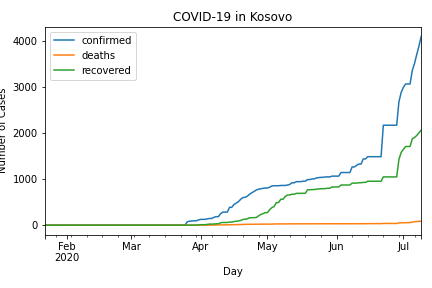 COVID-19 in Kosovo
confirmed
deaths
recovered
4000
3000
2000
1000
0
Number of Cases
Feb
2020
Mar
Apr
May
Jun
Jul
Day